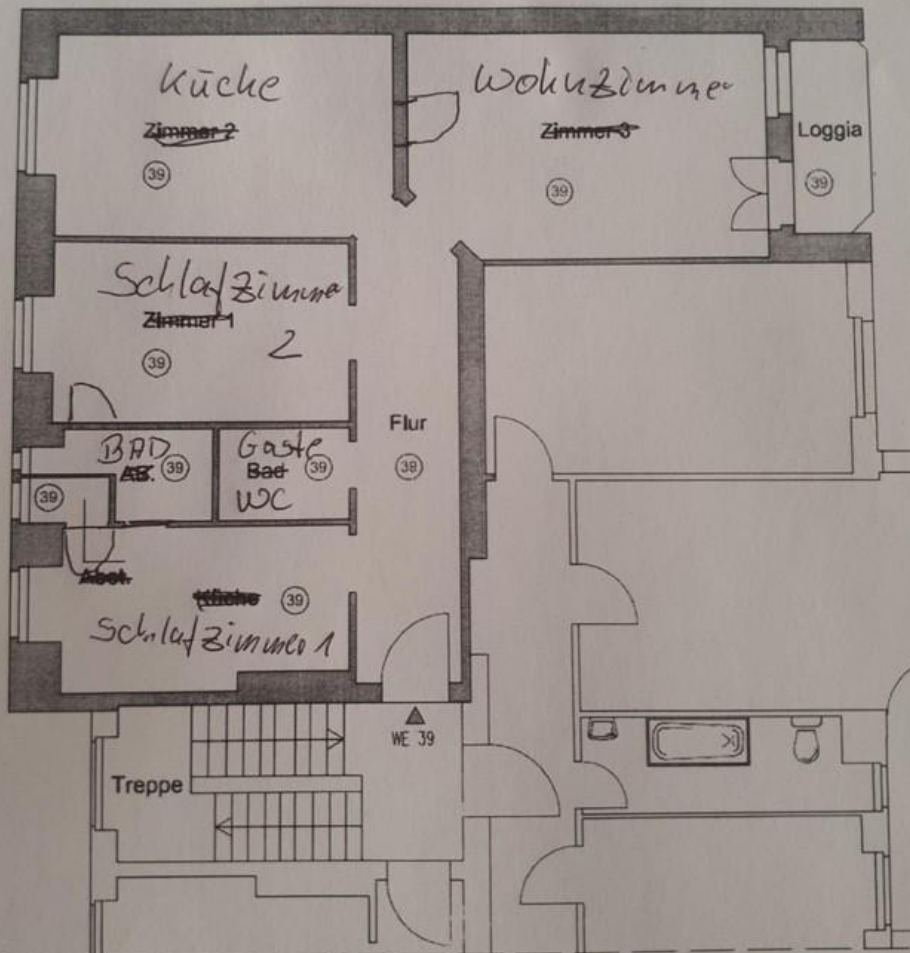 Küche
Zimmer 2
39
Wohnzimmer
Zimmer 3
39
Loggia
39
Schlafzimmer
Zimmer 1
2
39
Flur
39
BAD
AB.
39
Gäste
Bad
WC
39
39
Abst.
Küche
39
Schlafzimmer 1
WE 39
Treppe